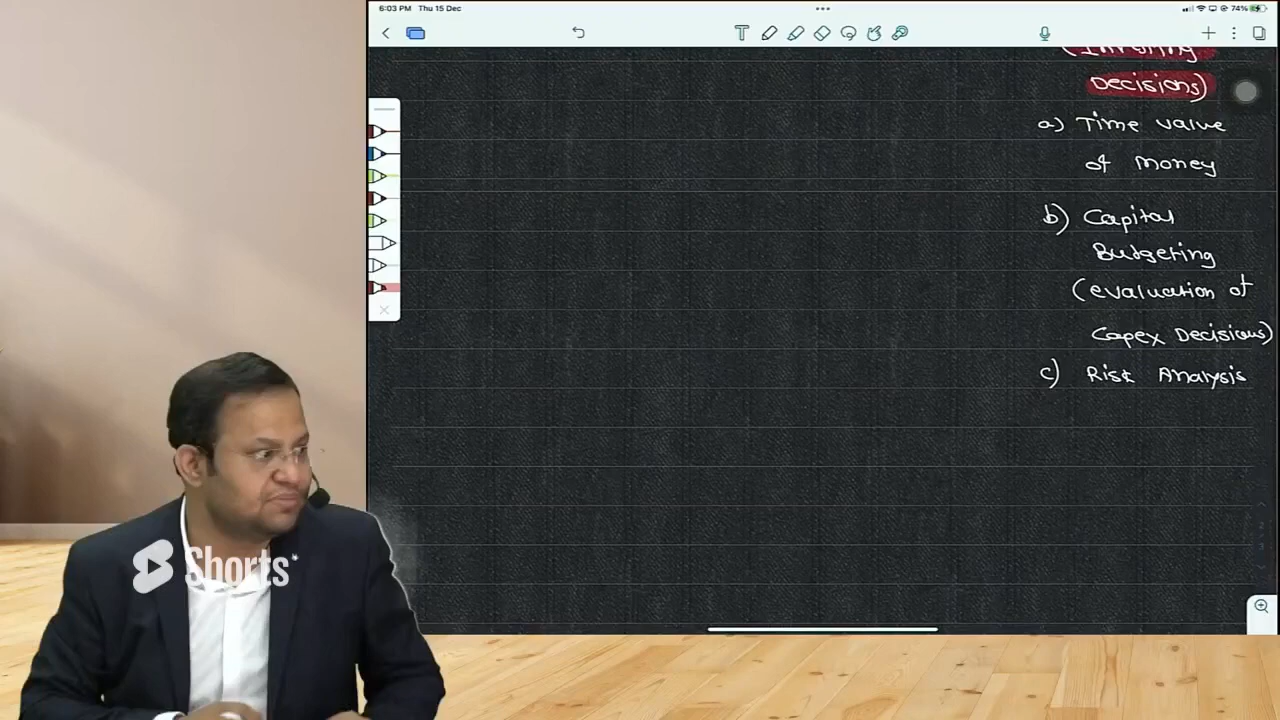 6:03 PM Thu 15 Dec
74%
T
(Investing
Decisions)
a) Time value
of Money
b) Capital
Budgeting
(evaluation of
Capex Decisions)
c) Risk Analysis
Shorts